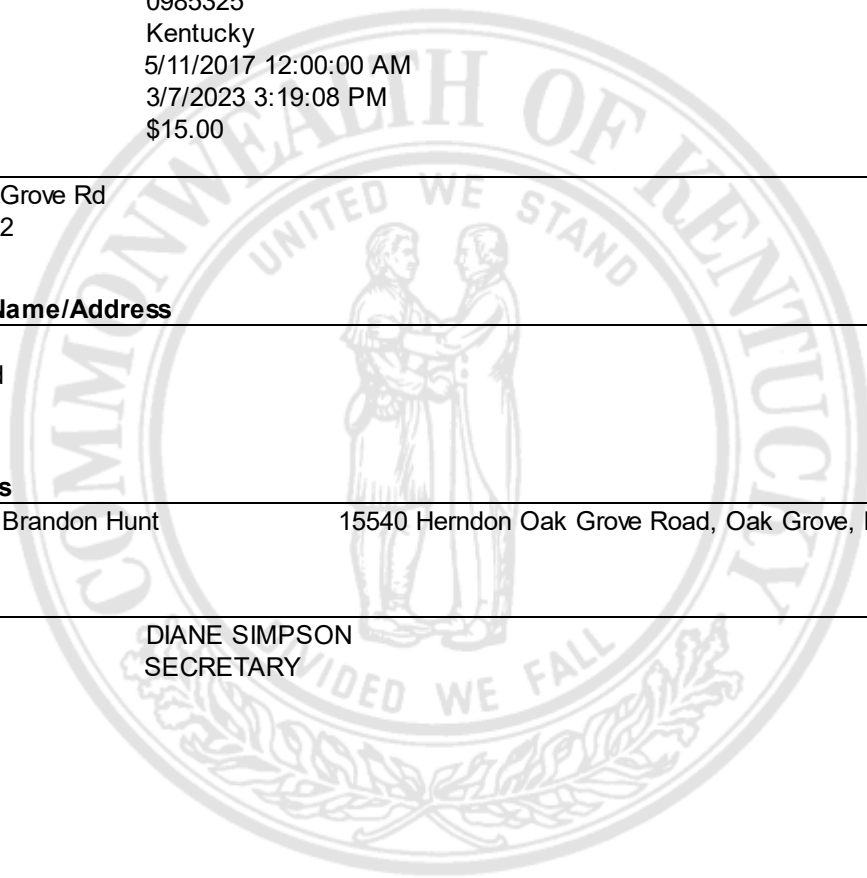 0985325
Kentucky
5/11/2017 12:00:00 AM
3/7/2023 3:19:08 PM
$15.00
Grove Rd
2
Name/Address
s
Brandon Hunt 15540 Herndon Oak Grove Road, Oak Grove,
DIANE SIMPSON
SECRETARY
COMMONWEALTH OF KENTUCKY
UNITED WE STAND
DIVIDED WE FALL